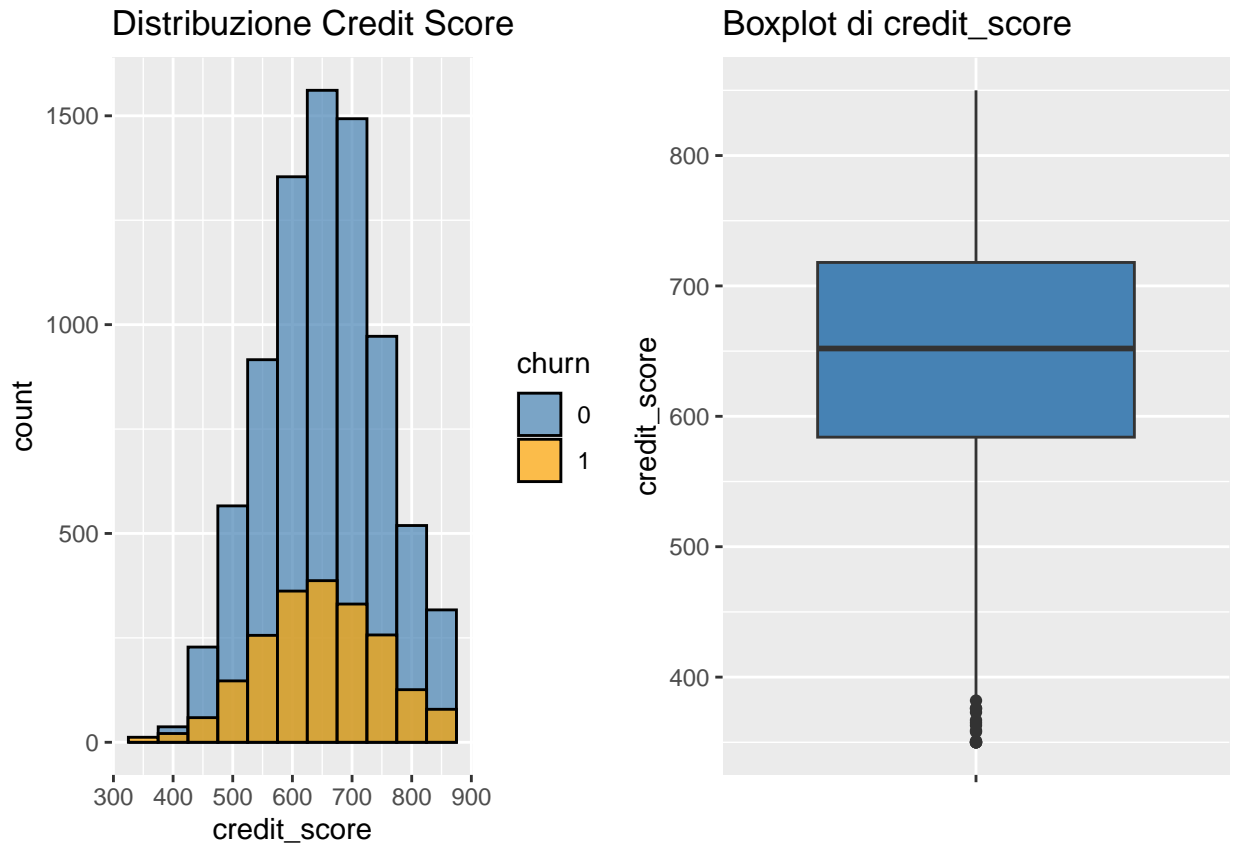 Distribuzione Credit Score
1500
1000
500
0
count
300 400 500 600 700 800 900
credit_score
churn
0
1
Boxplot di credit_score
800
700
600
500
400
credit_score